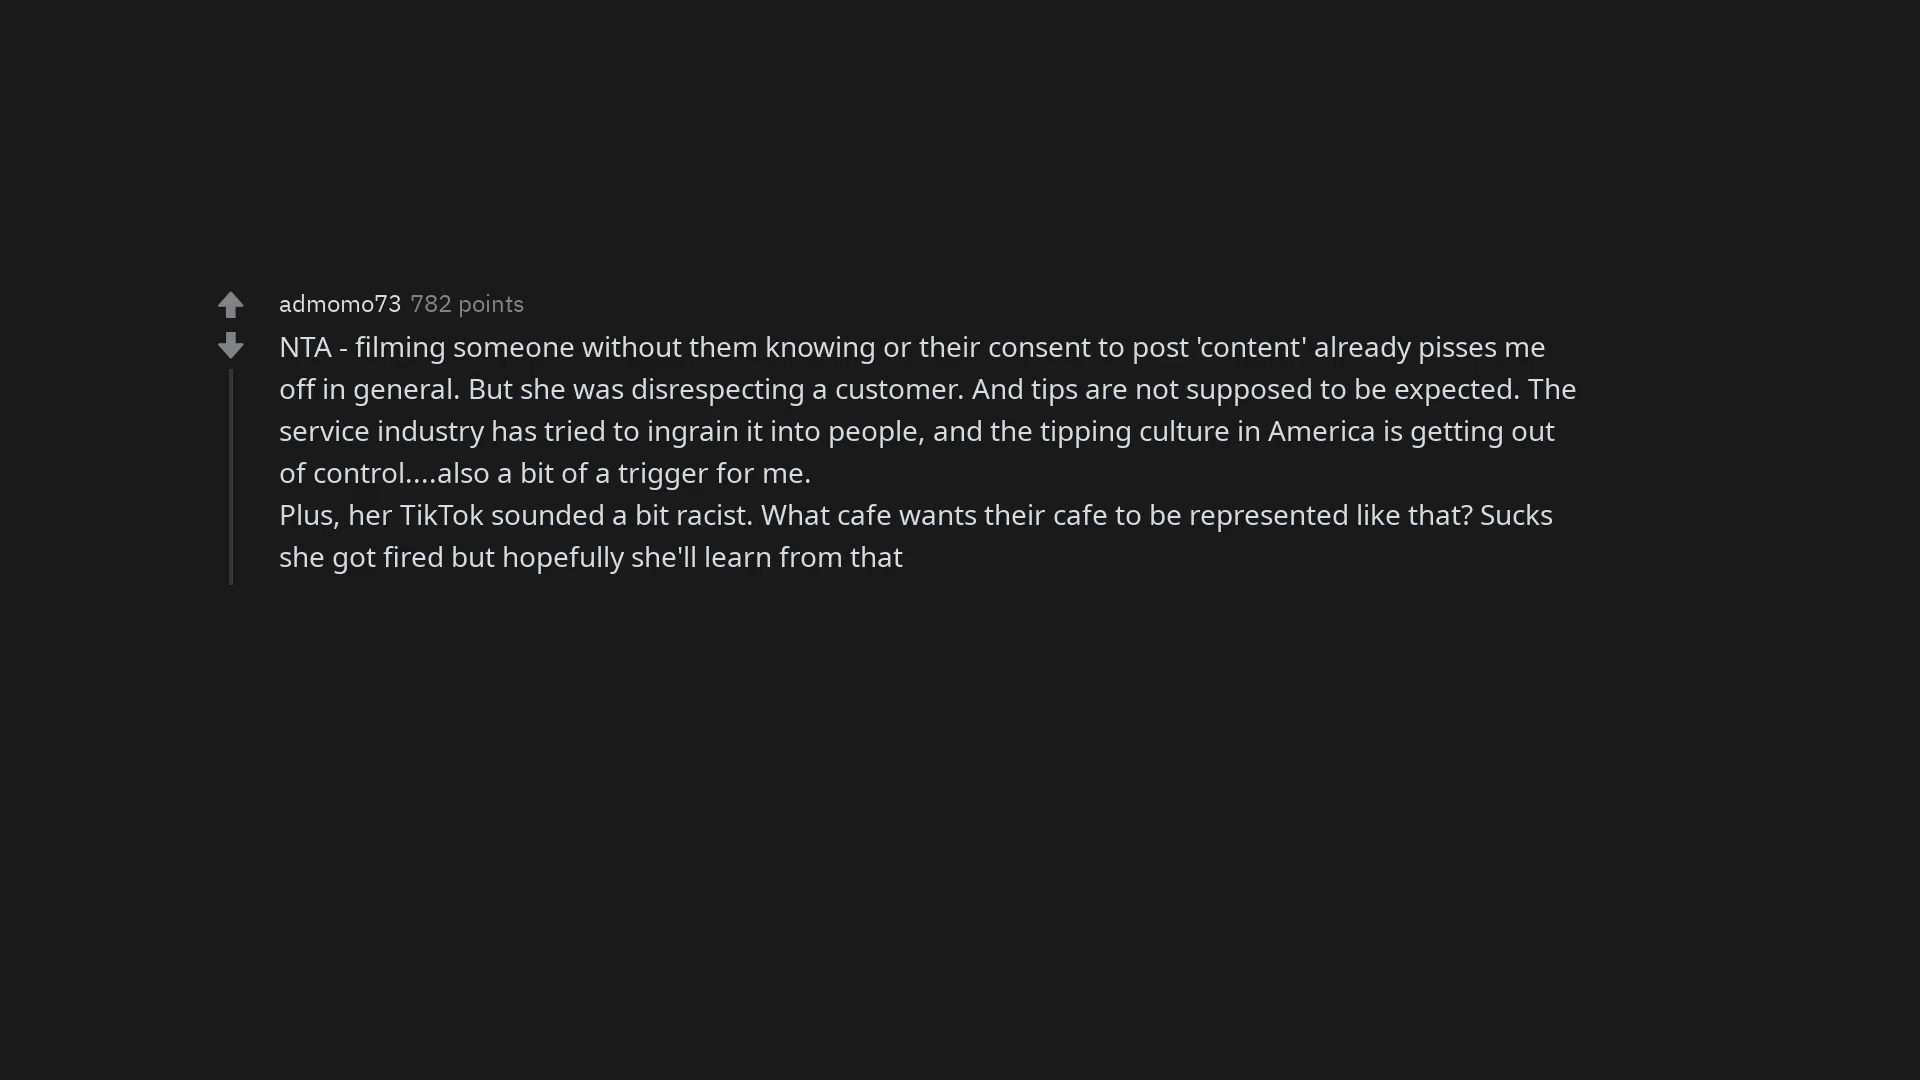 admomo73 782 points
NTA - filming someone without them knowing or their consent to post 'content' already pisses me
off in general. But she was disrespecting a customer. And tips are not supposed to be expected. The
service industry has tried to ingrain it into people, and the tipping culture in America is getting out
of control....also a bit of a trigger for me.
Plus, her TikTok sounded a bit racist. What cafe wants their cafe to be represented like that? Sucks
she got fired but hopefully she'll learn from that